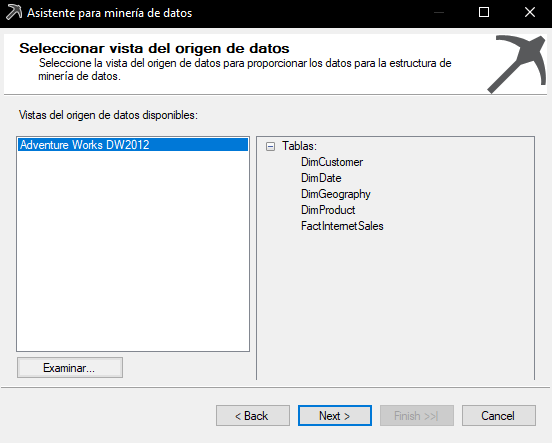 Asistente para minería de datos
Seleccionar vista del origen de datos
Seleccione la vista del origen de datos para proporcionar los datos para la estructura de
minería de datos.
Vistas del origen de datos disponibles:
Adventure Works DW2012
Tablas:
DimCustomer
DimDate
DimGeography
DimProduct
FactInternetSales
Examinar...
< Back
Next >
Finish >>|
Cancel